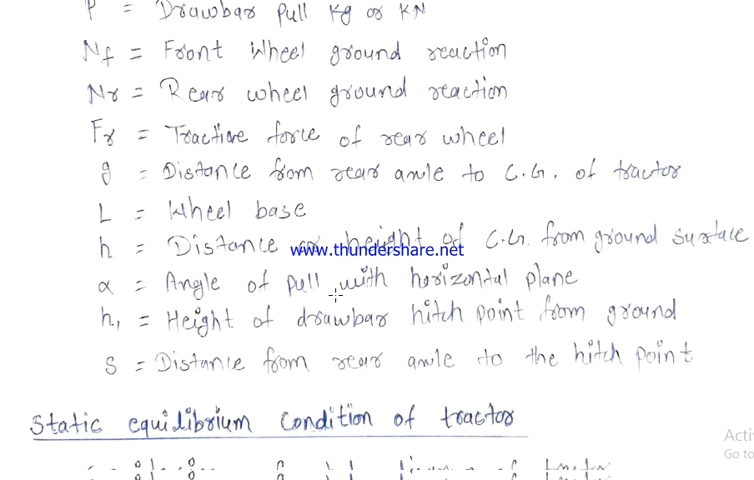 P = Drawbar pull Kg or KN
Nf = Front wheel ground reaction
Nr = Rear wheel ground reaction
Fr = Tractive force of rear wheel
g = Distance from rear axle to C.G. of tractor
L = Wheel base
h = Distance or height of C.G. from ground surface
www.thundershare.net
α = Angle of pull with horizontal plane
h1 = Height of drawbar hitch point from ground
S = Distance from rear axle to the hitch point
Static equilibrium Condition of tractor
Acti
Go to